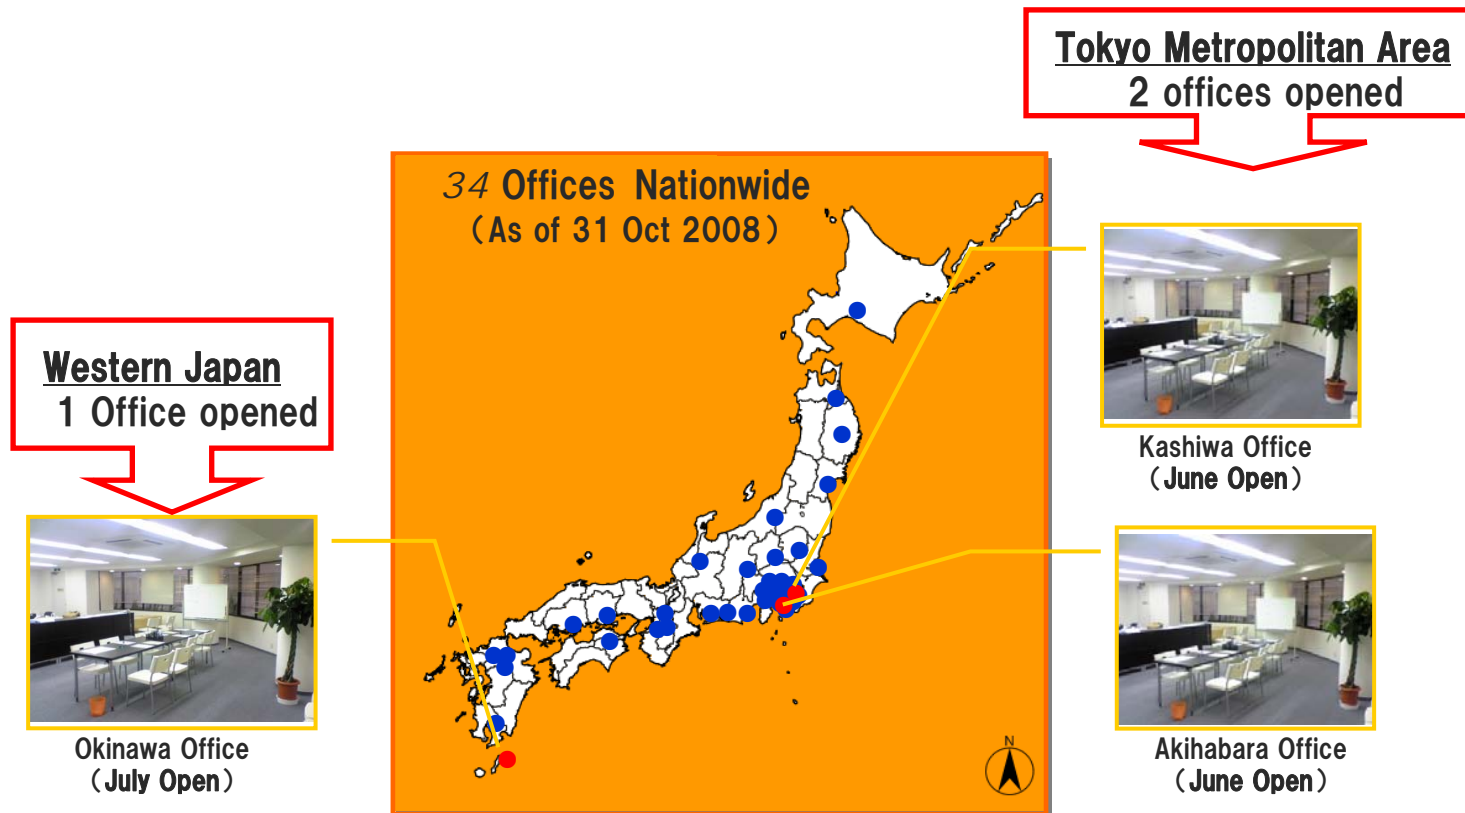 Tokyo Metropolitan Area
2 offices opened
34 Offices Nationwide
(As of 31 Oct 2008)
Western Japan
1 Office opened
Kashiwa Office
(June Open)
Okinawa Office
(July Open)
Akihabara Office
(June Open)
N